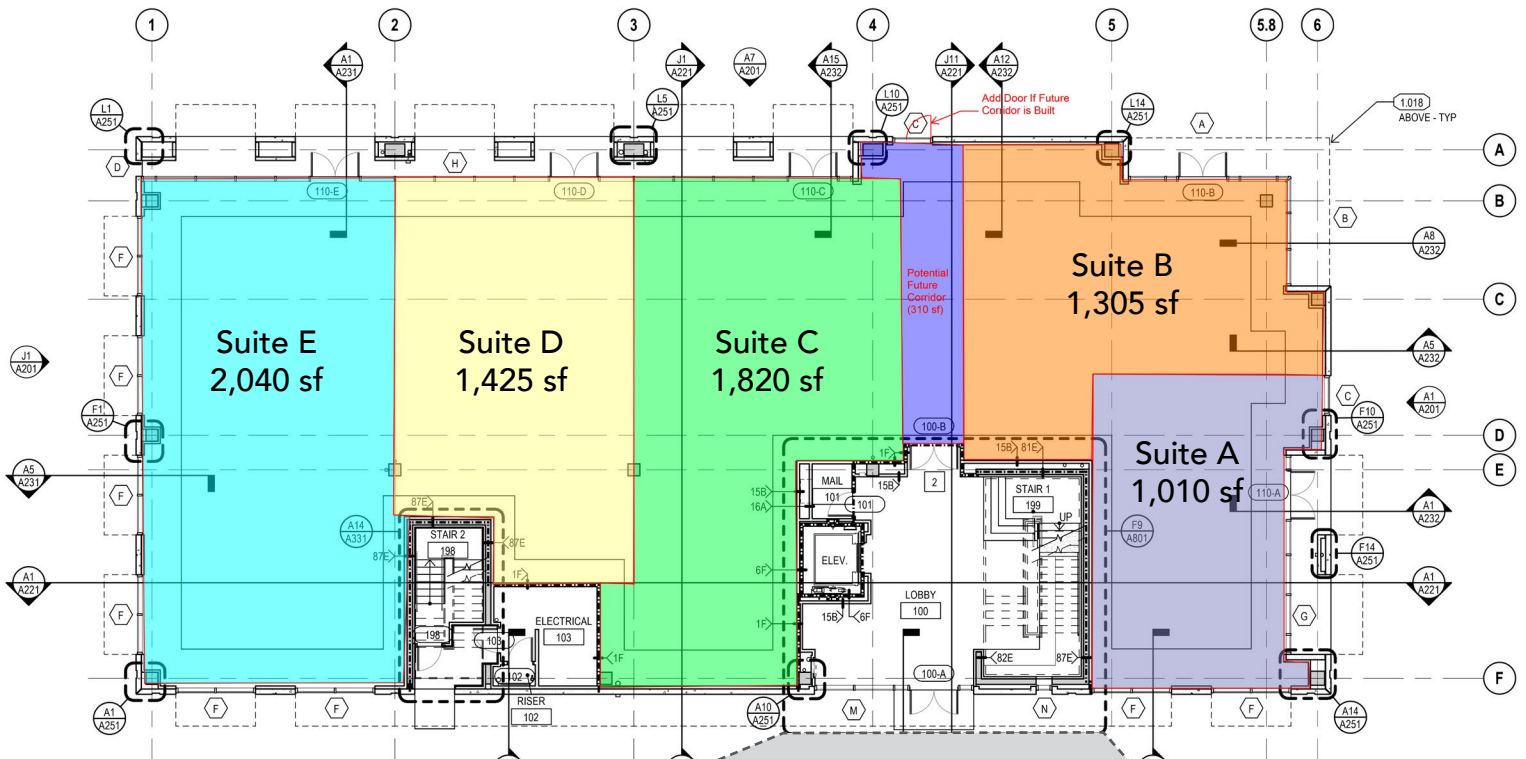 1
2
3
4
5
5.8
6
A1
A231
J1
A221
A7
A201
A15
A232
J11
A221
A12
A232
L1
A251
L5
A251
L10
A251
Add Door If Future
Corridor is Built
L14
A251
1.018
ABOVE - TYP
C
A
A
D
H
110-E
110-D
110-C
110-B
B
B
F
A8
A232
Potential
Future
Corridor
(310 sf)
Suite B
1,305 sf
C
Suite E
2,040 sf
Suite D
1,425 sf
Suite C
1,820 sf
J1
A201
F
A5
A232
C
A1
A201
F1
A251
100-B
F10
A251
D
A5
A231
F
1F
15B
81E
Suite A
1,010 sf
E
MAIL
101
101
15B
16A
15B
2
STAIR 1
199
UP
110-A
A1
A232
87E
A14
A331
STAIR 2
198
87E
87E
F9
A801
F
F14
A251
ELEV.
6F
A1
A221
1F
A1
A221
LOBBY
100
15B
6F
F
198
103
ELECTRICAL
103
1F
G
1F
82E
87E
102
100-A
F
A1
A251
F
F
RISER
102
A10
A251
M
N
F
F
A14
A251